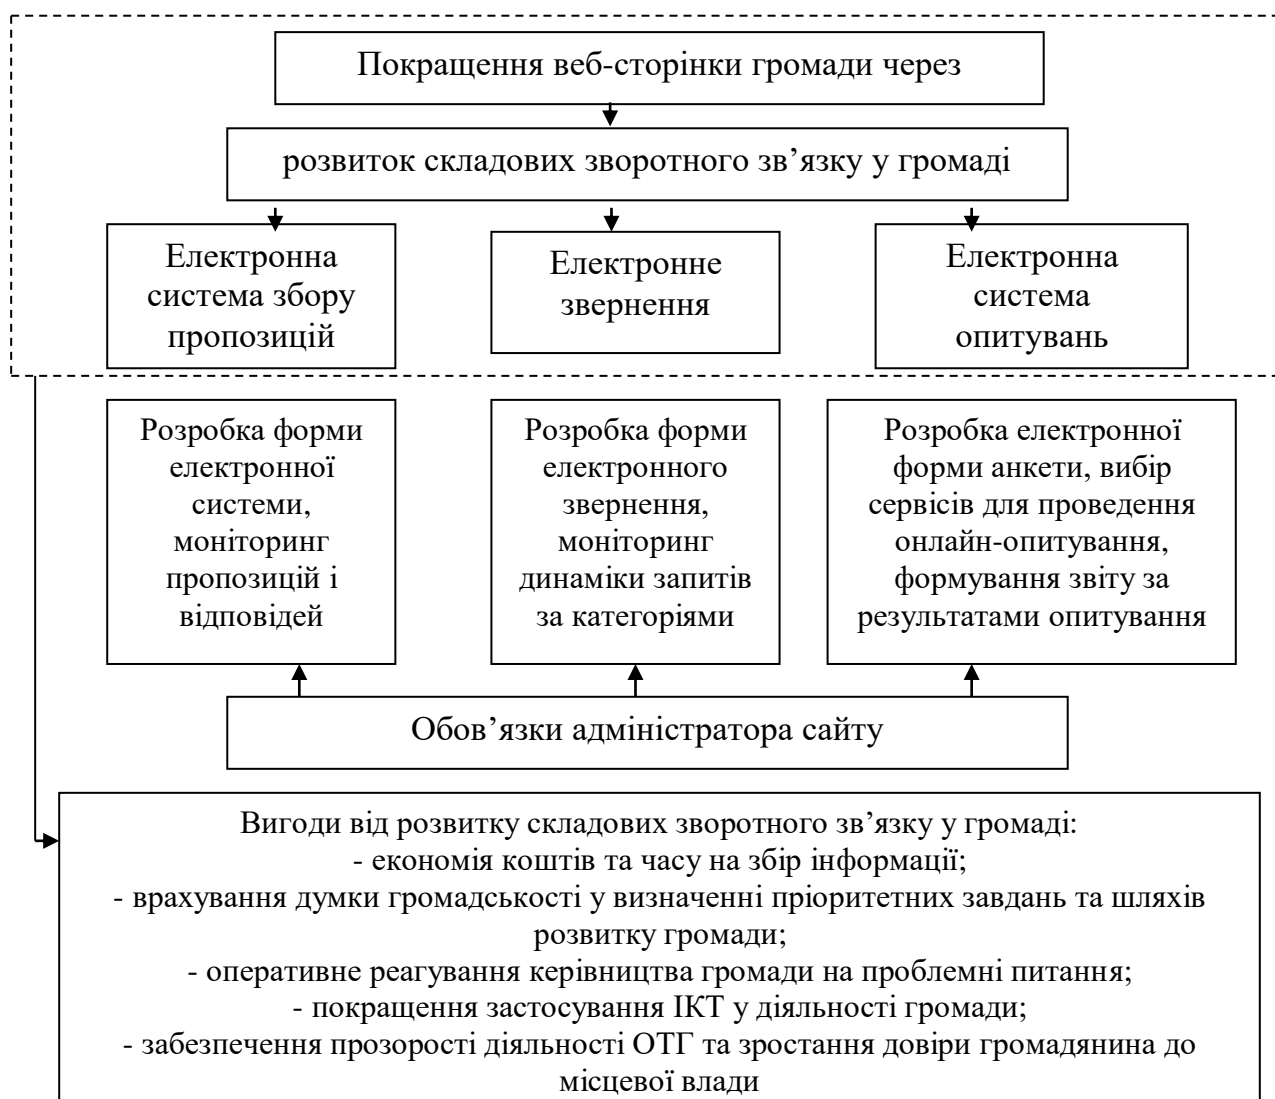 Покращення веб-сторінки громади через
розвиток складових зворотного зв’язку у громаді
Електронна
система збору
пропозицій
Електронне
звернення
Електронна
система
опитувань
Розробка форми
електронної
системи,
моніторинг
пропозицій і
відповідей
Розробка форми
електронного
звернення,
моніторинг
динаміки запитів
за категоріями
Розробка електронної
форми анкети, вибір
сервісів для проведення
онлайн-опитування,
формування звіту за
результатами опитування
Обов’язки адміністратора сайту
Вигоди від розвитку складових зворотного зв’язку у громаді:
- економія коштів та часу на збір інформації;
- врахування думки громадськості у визначенні пріоритетних завдань та шляхів
розвитку громади;
- оперативне реагування керівництва громади на проблемні питання;
- покращення застосування ІКТ у діяльності громади;
- забезпечення прозорості діяльності ОТГ та зростання довіри громадянина до
місцевої влади